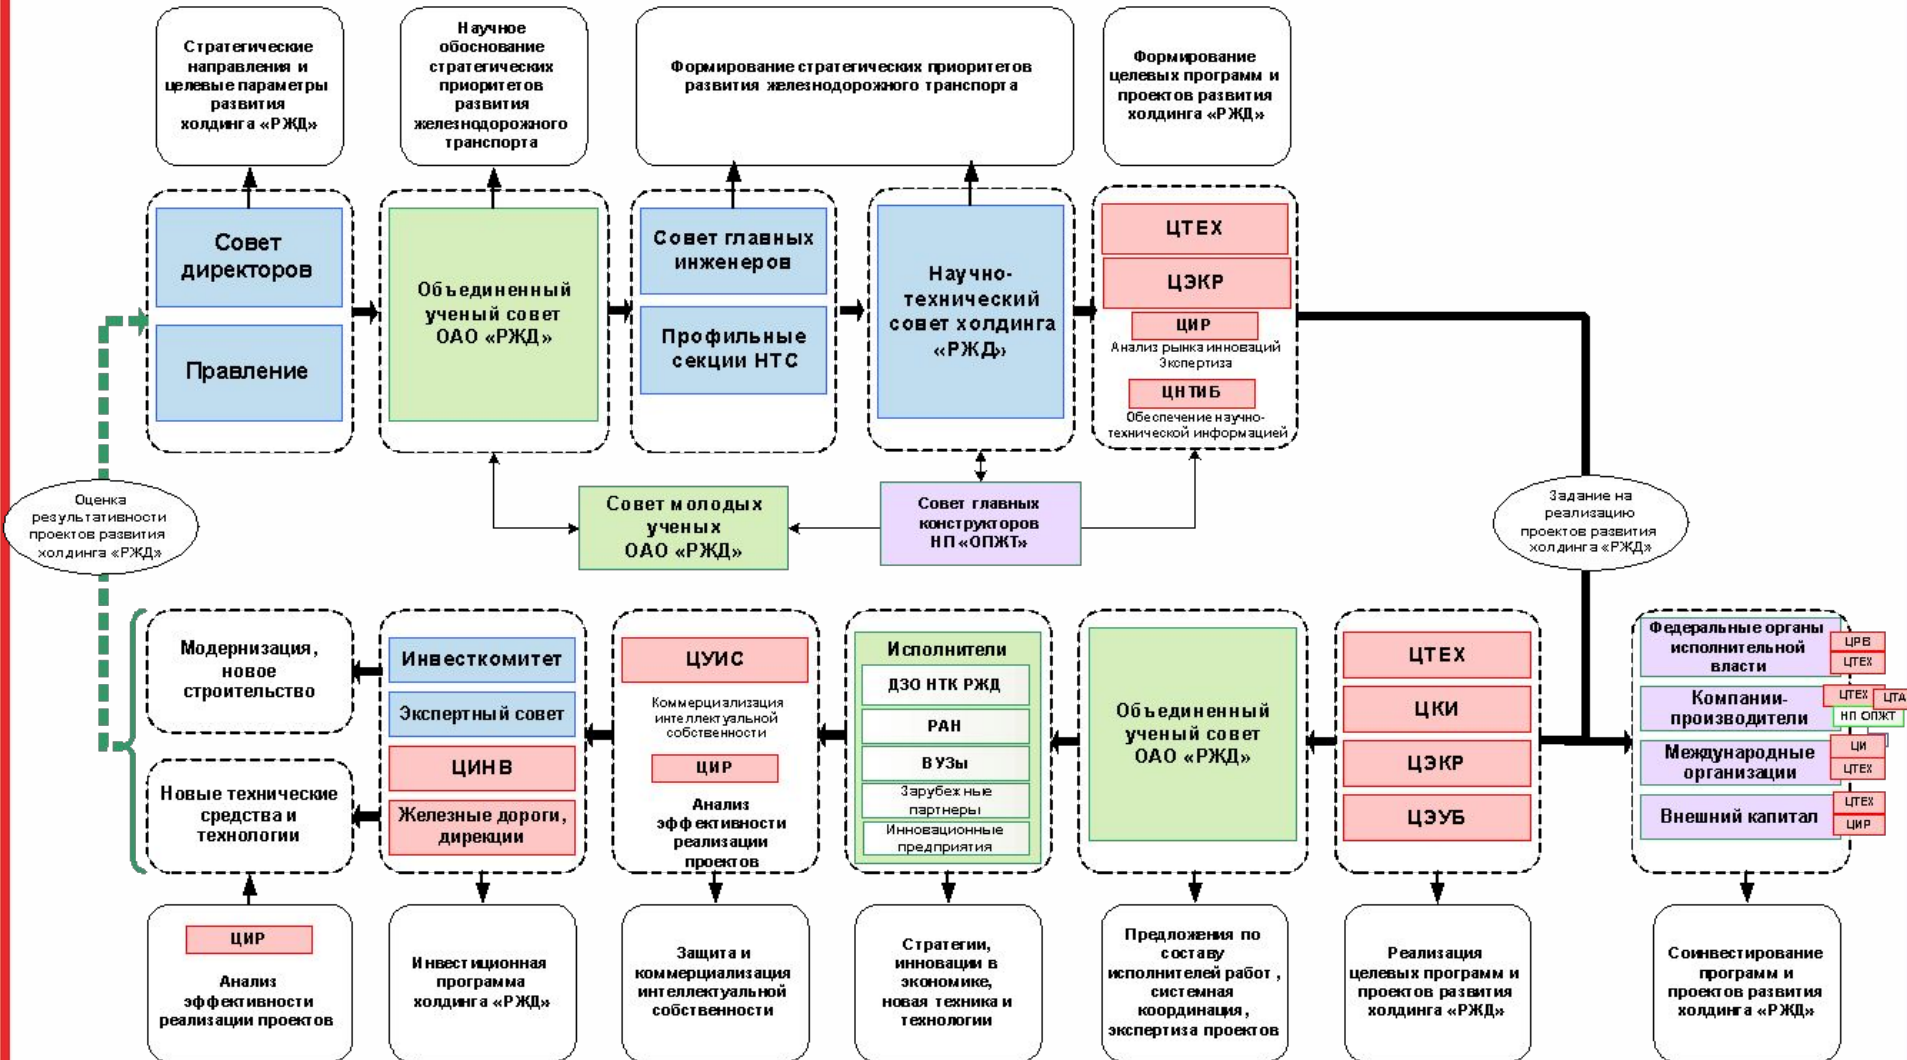 Стратегические
направления и
целевые параметры
развития
холдинга «РЖД»
Научное
обоснование
стратегических
приоритетов
развития
железнодорожного
транспорта
Формирование стратегических приоритетов
развития железнодорожного транспорта
Формирование
целевых программ и
проектов развития
холдинга «РЖД»
Совет
директоров
Правление
Объединенный
ученый совет
ОАО «РЖД»
Совет главных
инженеров
Профильные
секции НТС
Научно-
технический
совет холдинга
«РЖД»
ЦТЕХ
ЦЭКР
ЦИР
Анализ рынка инноваций
Экспертиза
ЦНТИБ
Обеспечение научно-
технической информацией
Оценка
результативности
проектов развития
холдинга «РЖД»
Совет молодых
ученых
ОАО «РЖД»
Совет главных
конструкторов
НП «ОПЖТ»
Задание на
реализацию
проектов развития
холдинга «РЖД»
Модернизация,
новое
строительство
Новые технические
средства и
технологии
Инвесткомитет
Экспертный совет
ЦИНВ
Железные дороги,
дирекции
ЦУИС
Коммерциализация
интеллектуальной
собственности
ЦИР
Анализ
эффективности
реализации
проектов
Исполнители
ДЗО НТК РЖД
РАН
ВУЗы
Зарубежные
партнеры
Инновационные
предприятия
Объединенный
ученый совет
ОАО «РЖД»
ЦТЕХ
ЦКИ
ЦЭКР
ЦЭУБ
Федеральные органы
исполнительной
власти
ЦРВ
ЦТЕХ
Компании-
производители
ЦТЕХ
ЦТА
НП ОПЖТ
Международные
организации
ЦИ
ЦТЕХ
Внешний капитал
ЦТЕХ
ЦИР
ЦИР
Анализ
эффективности
реализации проектов
Инвестиционная
программа
холдинга «РЖД»
Защита и
коммерциализация
интеллектуальной
собственности
Стратегии,
инновации в
экономике,
новая техника и
технологии
Предложения по
составу
исполнителей работ ,
системная
координация,
экспертиза проектов
Реализация
целевых программ и
проектов развития
холдинга «РЖД»
Соинвестирование
программ и
проектов развития
холдинга «РЖД»